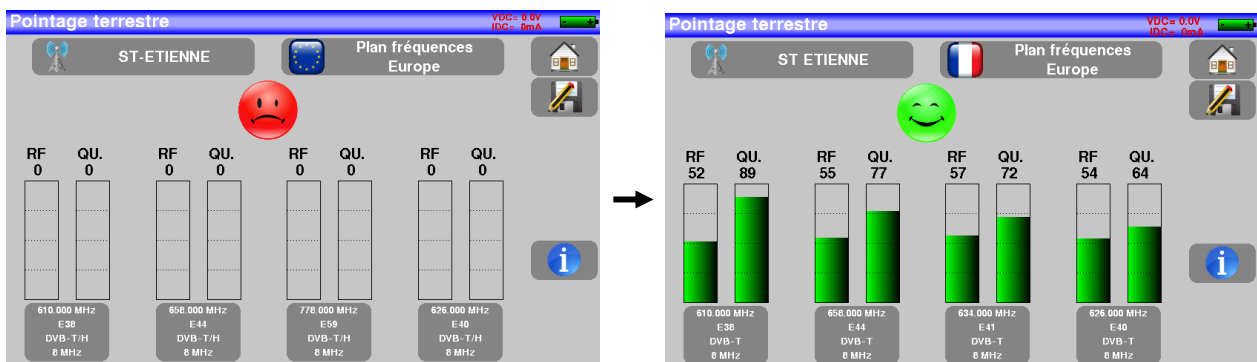 Pointage terrestre
VDC= 0.0V
IDC= 0mA
ST-ETIENNE
Plan fréquences
Europe
RF QU. RF QU. RF QU. RF QU.
0 0 0 0 0 0 0 0
610.000 MHz 658.000 MHz 778.000 MHz 626.000 MHz
E38 E44 E59 E40
DVB-T/H DVB-T/H DVB-T/H DVB-T/H
8 MHz 8 MHz 8 MHz 8 MHz
i
Pointage terrestre
VDC= 0.0V
IDC= 0mA
ST ETIENNE
Plan fréquences
Europe
RF QU. RF QU. RF QU. RF QU.
52 89 55 77 57 72 54 64
610.000 MHz 658.000 MHz 634.000 MHz 626.000 MHz
E38 E44 E41 E40
DVB-T DVB-T DVB-T DVB-T
8 MHz 8 MHz 8 MHz 8 MHz
i